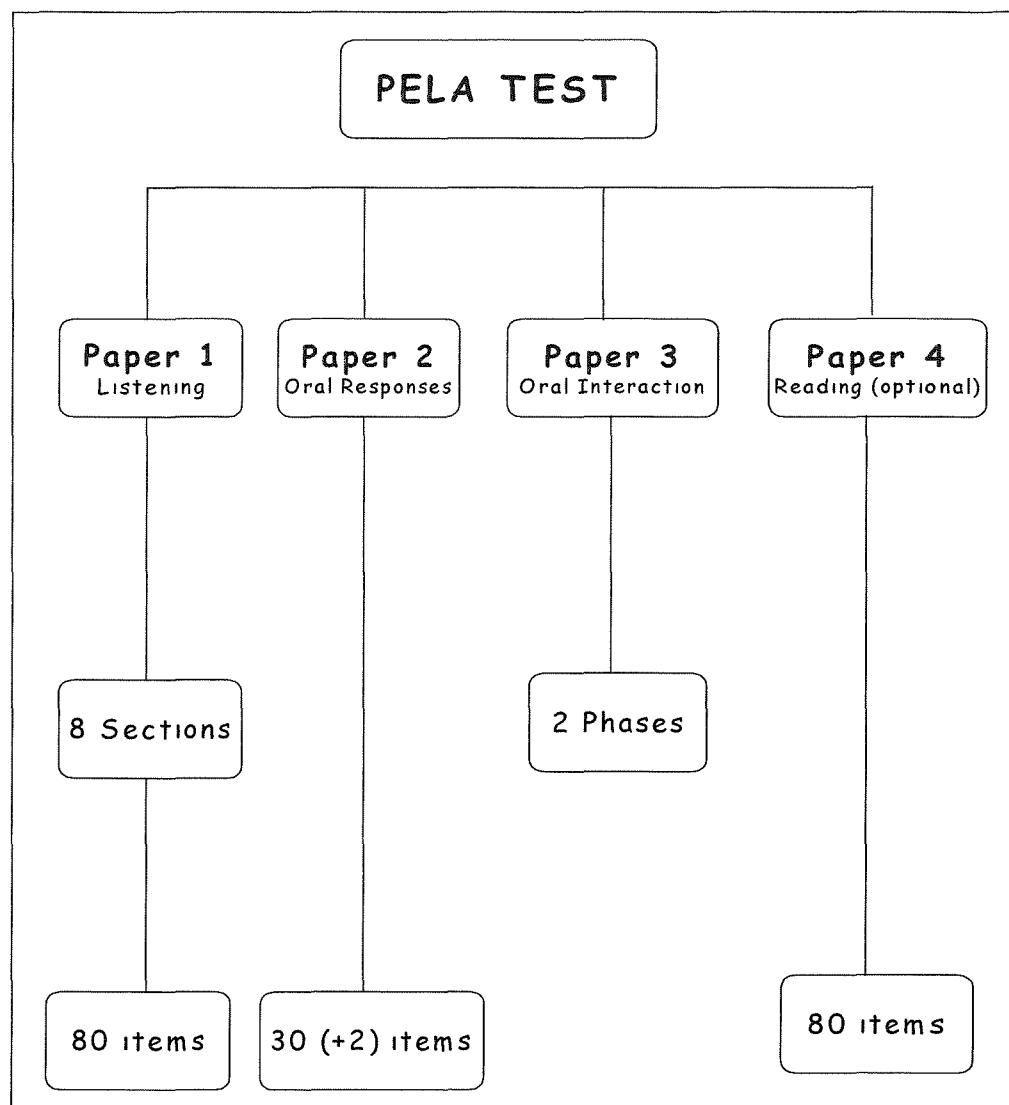 PELA TEST
Paper 1
Listening
Paper 2
Oral Responses
Paper 3
Oral Interaction
Paper 4
Reading (optional)
8 Sections
2 Phases
80 items
30 (+2) items
80 items